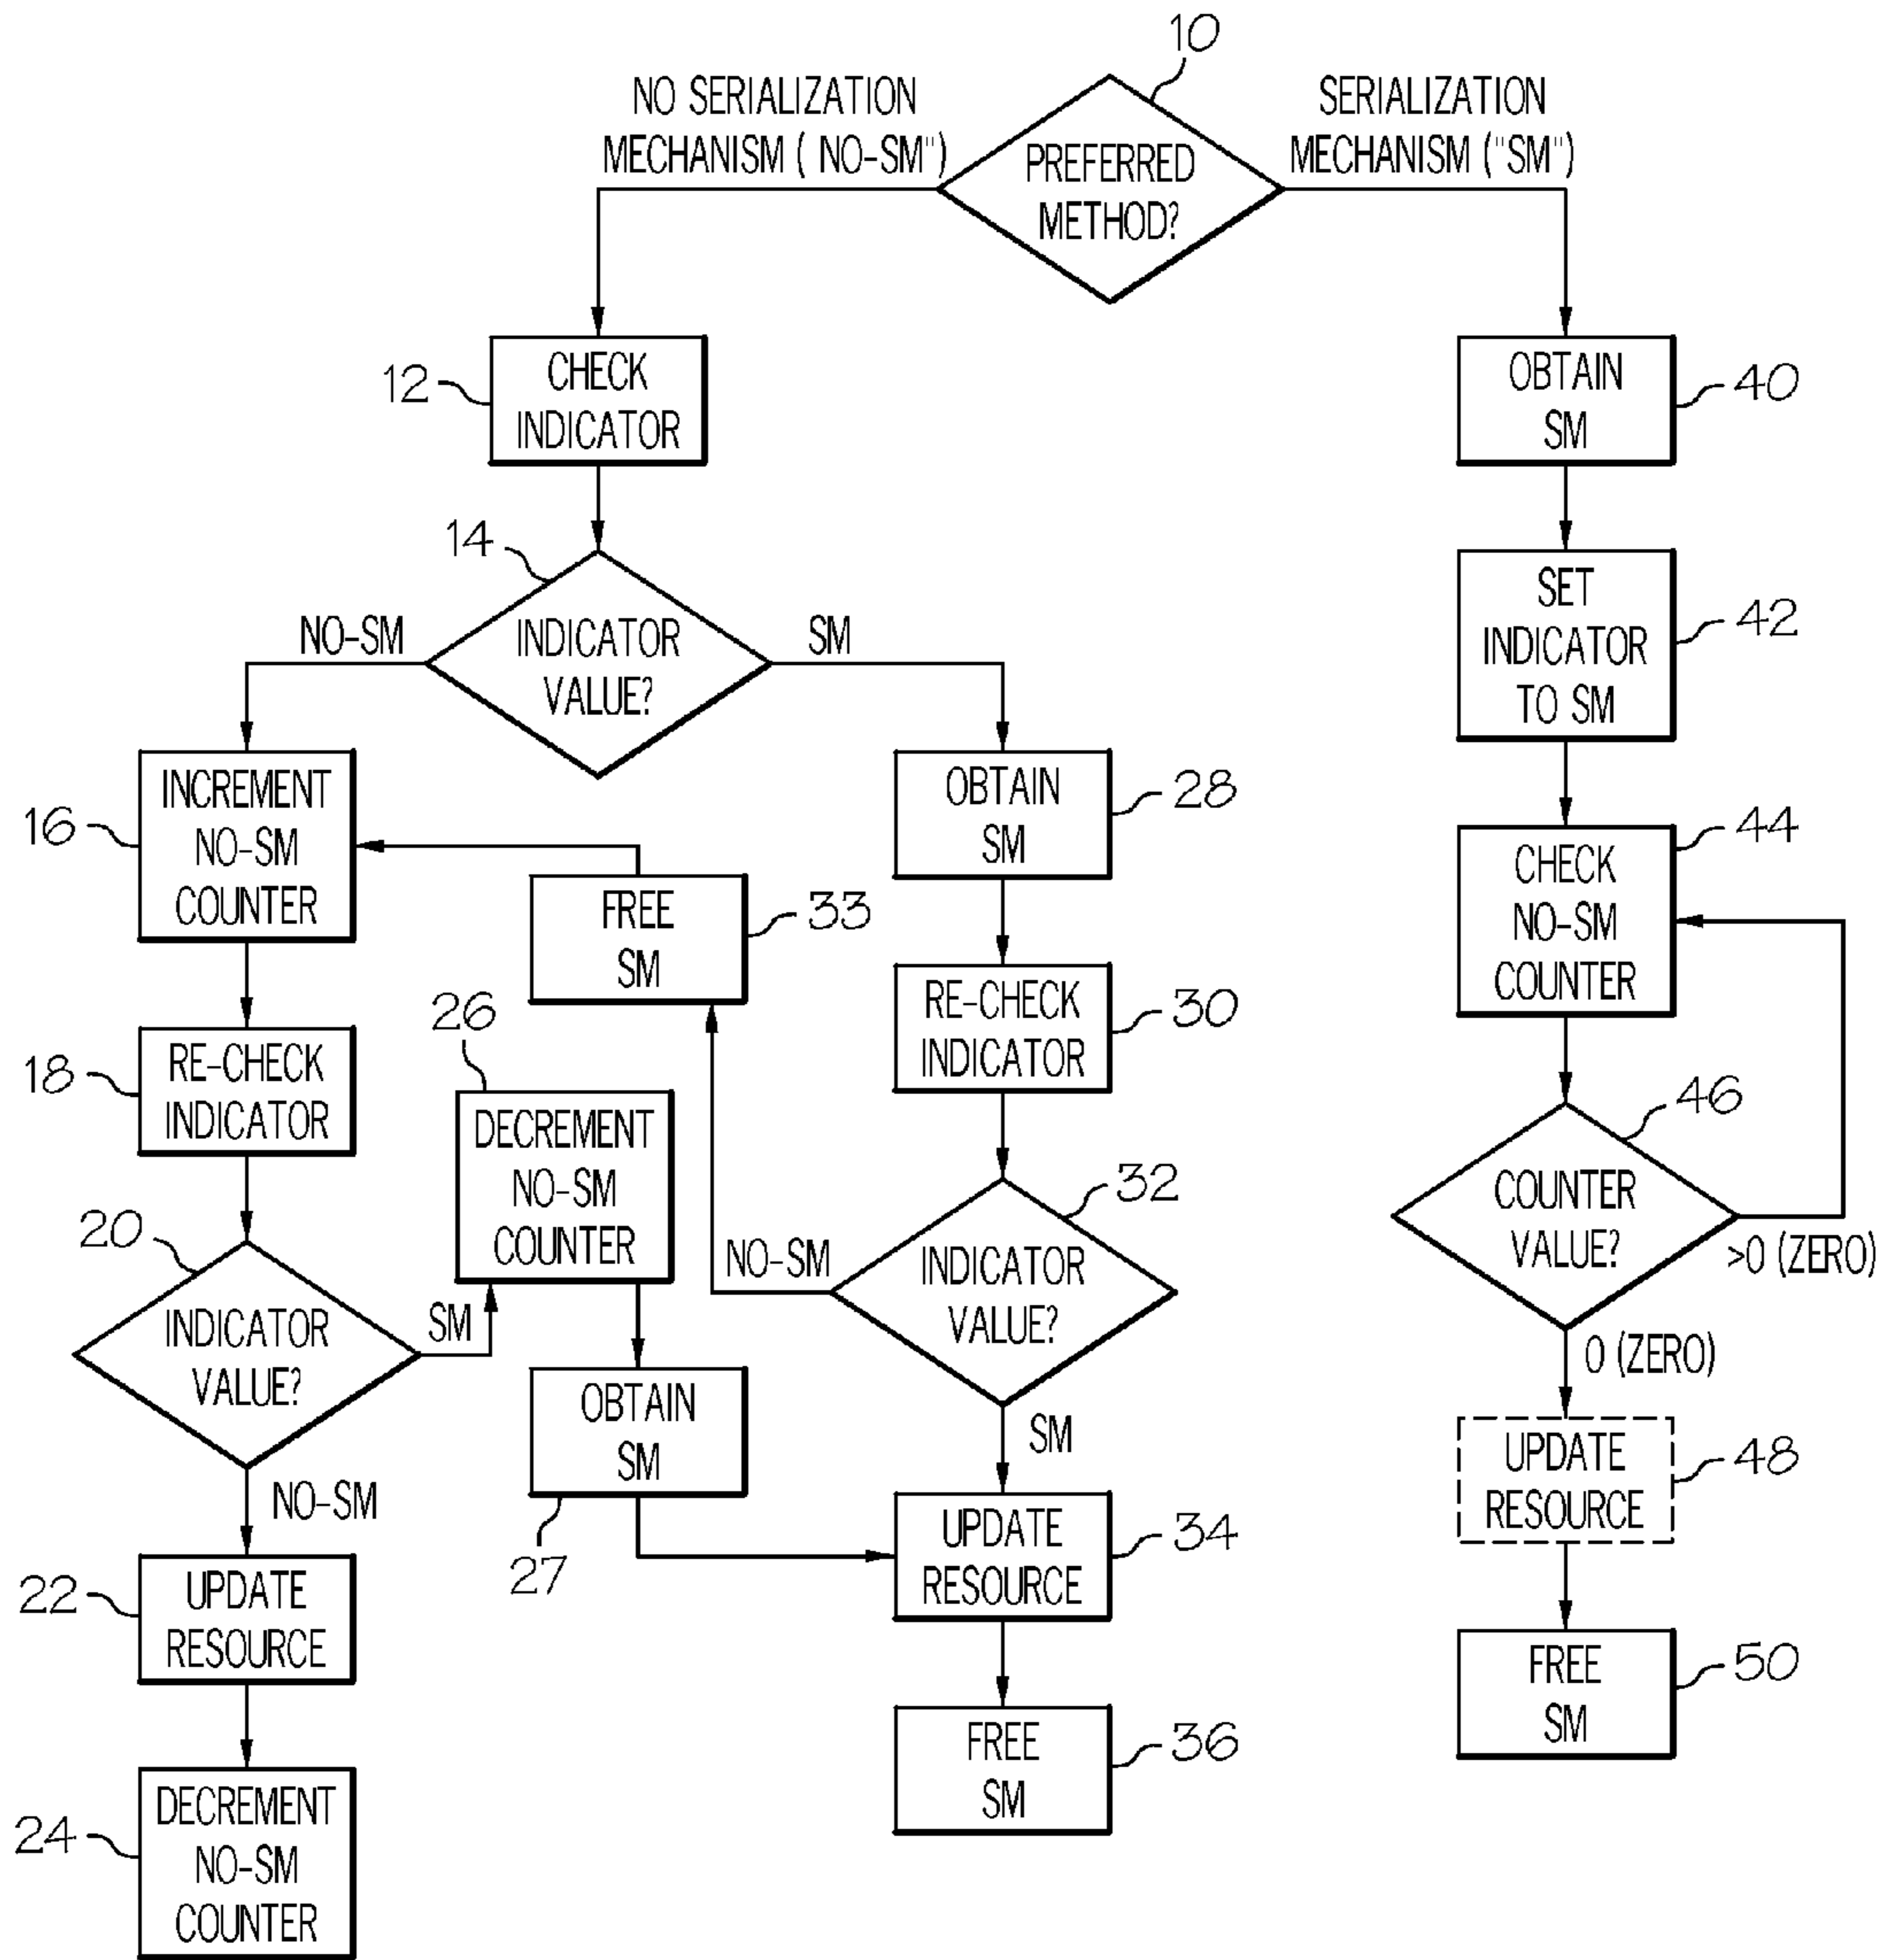 10
NO SERIALIZATION
MECHANISM ( NO-SM")
PREFERRED
METHOD?
SERIALIZATION
MECHANISM ("SM")
12
CHECK
INDICATOR
14
INDICATOR
VALUE?
NO-SM
SM
16
INCREMENT
NO-SM
COUNTER
18
RE-CHECK
INDICATOR
20
INDICATOR
VALUE?
SM
NO-SM
22
UPDATE
RESOURCE
24
DECREMENT
NO-SM
COUNTER
26
DECREMENT
NO-SM
COUNTER
OBTAIN
SM
27
FREE
SM
33
OBTAIN
SM
28
RE-CHECK
INDICATOR
30
32
INDICATOR
VALUE?
NO-SM
SM
UPDATE
RESOURCE
34
FREE
SM
36
OBTAIN
SM
40
SET
INDICATOR
TO SM
42
CHECK
NO-SM
COUNTER
44
46
COUNTER
VALUE?
>0 (ZERO)
0 (ZERO)
UPDATE
RESOURCE
48
FREE
SM
50